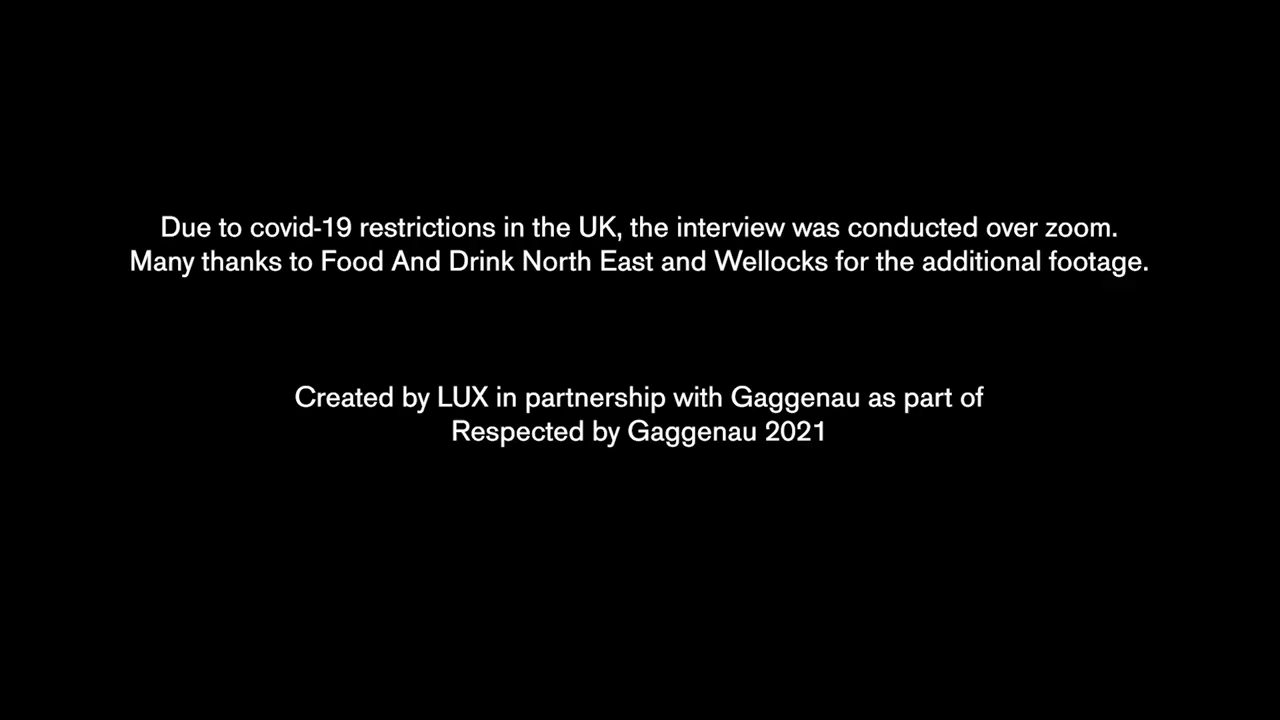 Due to covid-19 restrictions in the UK, the interview was conducted over zoom.
Many thanks to Food And Drink North East and Wellocks for the additional footage.
Created by LUX in partnership with Gaggenau as part of
Respected by Gaggenau 2021